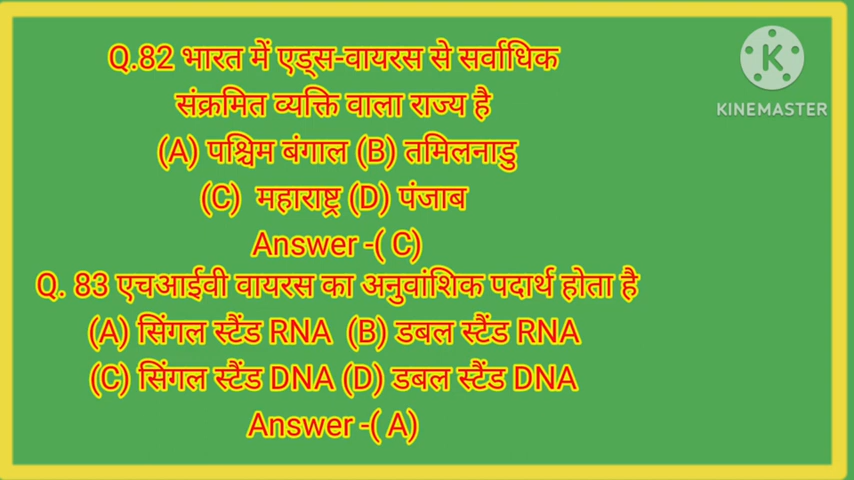 Q.82 भारत में एड्स-वायरस से सर्वाधिक
संक्रमित व्यक्ति वाला राज्य है
(A) पश्चिम बंगाल (B) तमिलनाडु
(C) महाराष्ट्र (D) पंजाब
Answer -( C)
Q. 83 एचआईवी वायरस का अनुवांशिक पदार्थ होता है
(A) सिंगल स्टैंड RNA (B) डबल स्टैंड RNA
(C) सिंगल स्टैंड DNA (D) डबल स्टैंड DNA
Answer -( A)
K
KINEMASTER